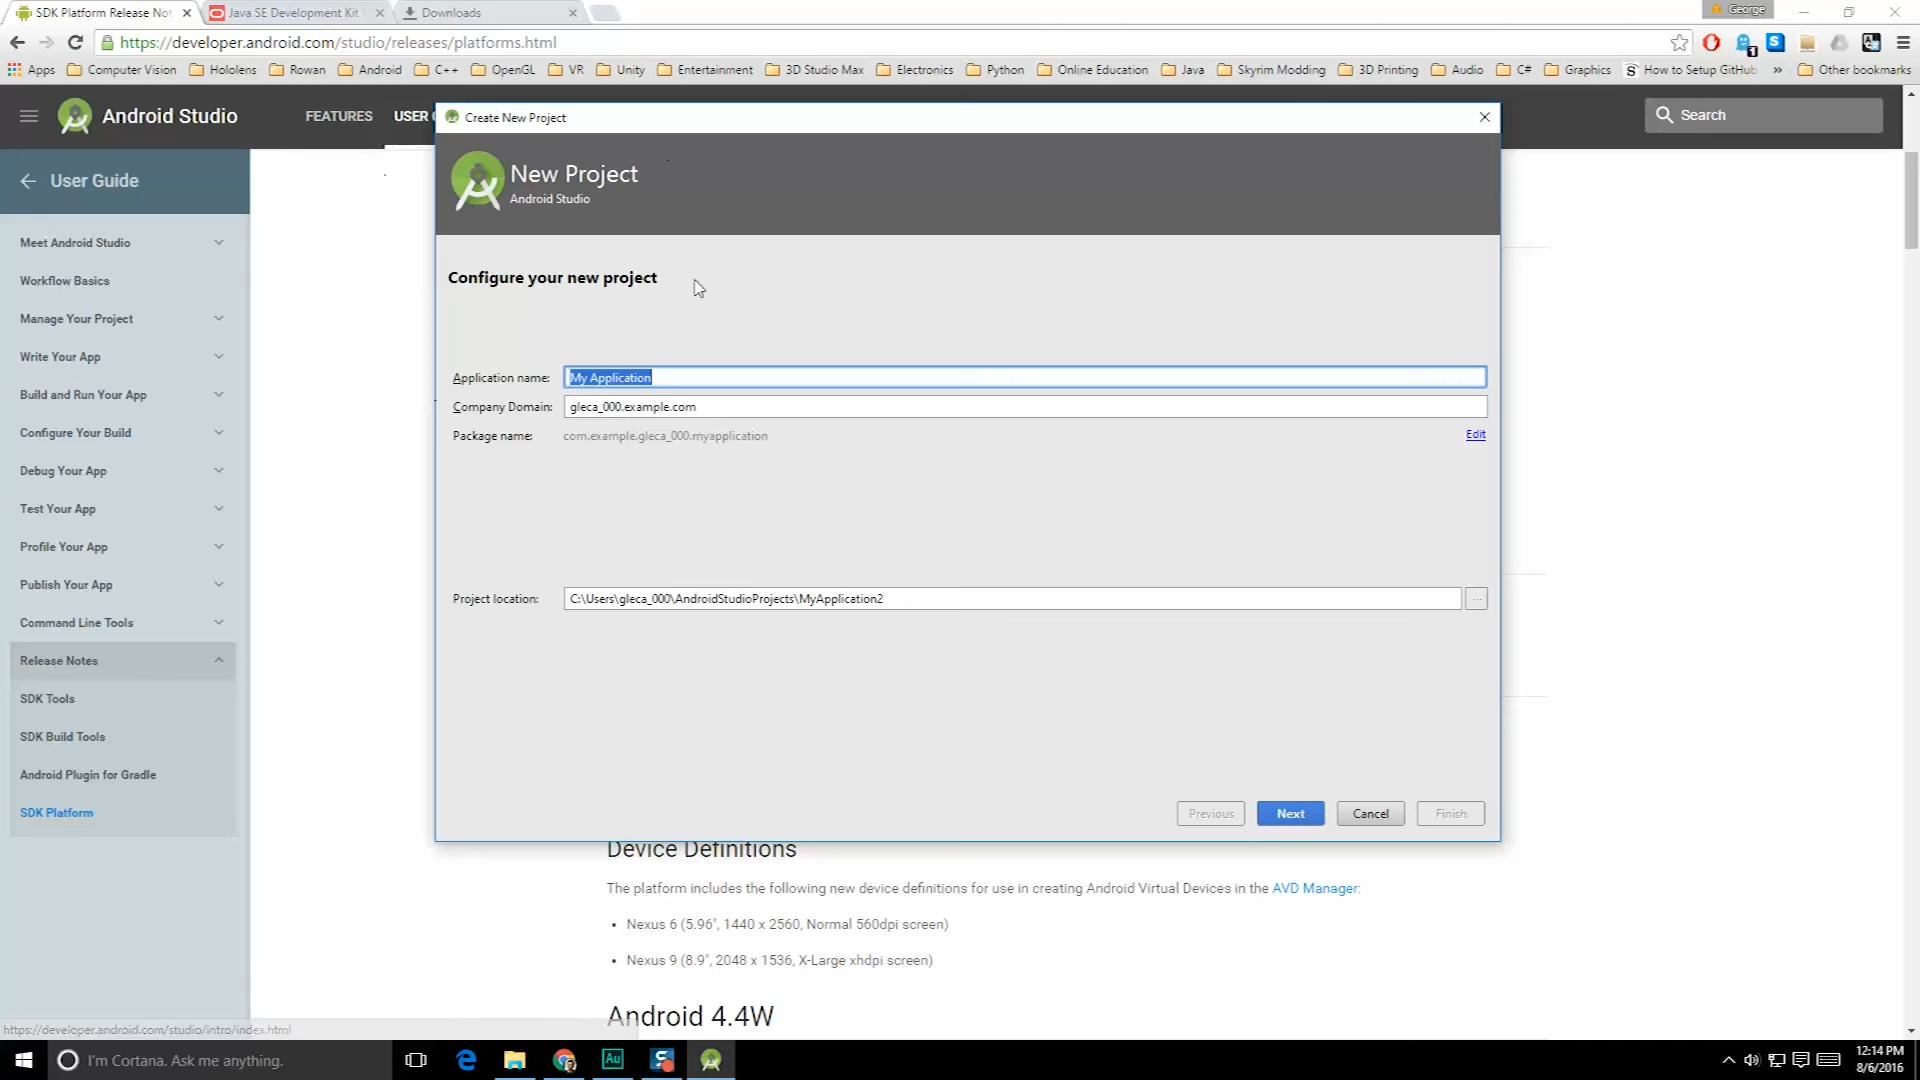 SDK Platform Release Not
Java SE Development Kit
Downloads
George
https://developer.android.com/studio/releases/platforms.html
Apps
Computer Vision
Hololens
Rowan
Android
C++
OpenGL
VR
Unity
Entertainment
3D Studio Max
Electronics
Python
Online Education
Java
Skyrim Modding
3D Printing
Audio
C#
Graphics
How to Setup GitHub
»
Other bookmarks
Android Studio
FEATURES
USER
Search
User Guide
Meet Android Studio
Workflow Basics
Manage Your Project
Write Your App
Build and Run Your App
Configure Your Build
Debug Your App
Test Your App
Profile Your App
Publish Your App
Command Line Tools
Release Notes
SDK Tools
SDK Build Tools
Android Plugin for Gradle
SDK Platform
Create New Project
New Project
Android Studio
Configure your new project
Application name: My Application
Company Domain: gleca_000.example.com
Package name: com.example.gleca_000.myapplication Edit
Project location: C:\Users\gleca_000\AndroidStudioProjects\MyApplication2 ...
Previous Next Cancel Finish
Device Definitions
The platform includes the following new device definitions for use in creating Android Virtual Devices in the AVD Manager:
• Nexus 6 (5.96", 1440 x 2560, Normal 560dpi screen)
• Nexus 9 (8.9", 2048 x 1536, X-Large xhdpi screen)
Android 4.4W
https://developer.android.com/studio/intro/index.html
I'm Cortana. Ask me anything.
Au
12:14 PM
8/6/2016